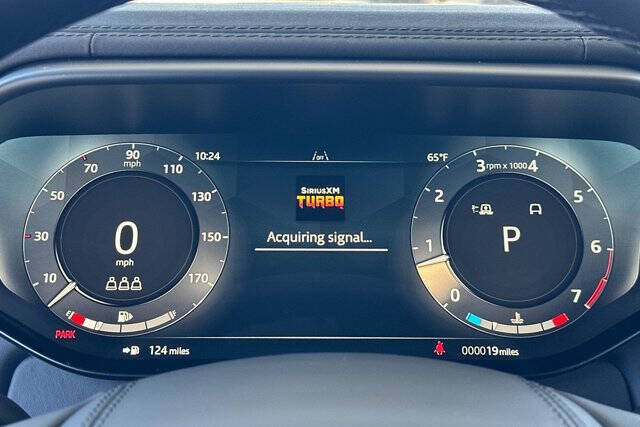 90
mph
70
110
50
130
30
150
10
170
0
mph
E
F
PARK
124 miles
10:24
OFF
65°F
SIRIUSXM
TURBO
Acquiring signal...
3 rpm x 1000 4
2
5
1
6
0
7
P
000019 miles